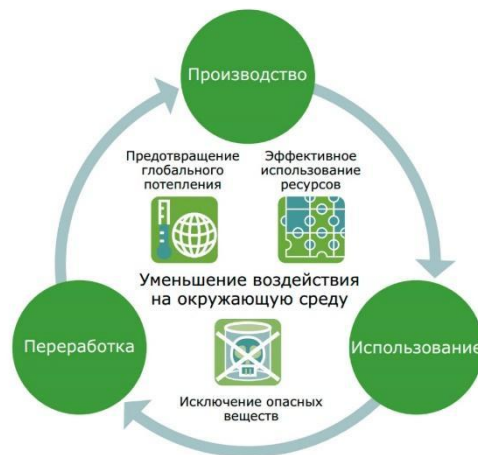 Производство
Предотвращение
глобального
потепления
Эффективное
использование
ресурсов
Уменьшение воздействия
на окружающую среду
Переработка
Использование
Исключение опасных
веществ